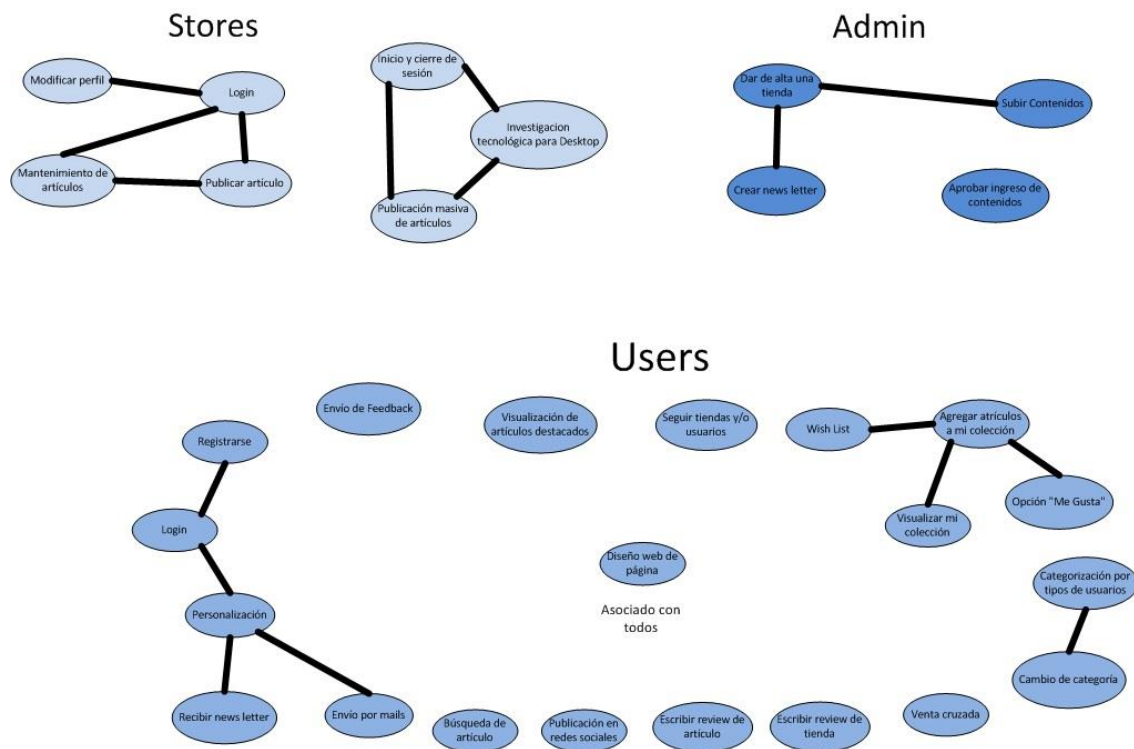 Stores
Admin
Modificar perfil
Login
Mantenimiento de
artículos
Publicar artículo
Inicio y cierre de
sesión
Investigacion
tecnológica para Desktop
Publicación masiva
de artículos
Dar de alta una
tienda
Subir Contenidos
Crear news letter
Aprobar ingreso de
contenidos
Users
Envío de Feedback
Visualización de
artículos destacados
Seguir tiendas y/o
usuarios
Wish List
Agregar atrículos
a mi colección
Registrarse
Login
Visualizar mi
colección
Opción "Me Gusta"
Diseño web de
página
Asociado con
todos
Categorización por
tipos de usuarios
Personalización
Cambio de categoría
Recibir news letter
Envío por mails
Búsqueda de
artículo
Publicación en
redes sociales
Escribir review de
artículo
Escribir review de
tienda
Venta cruzada